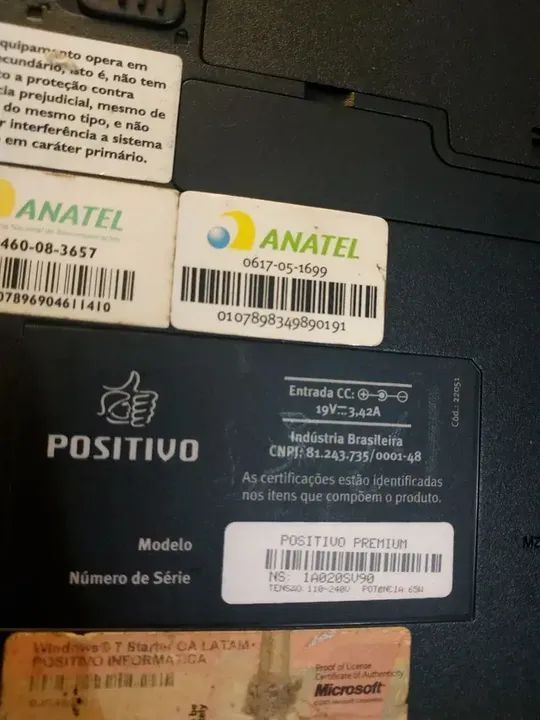 equipamento opera em
secundário, isto é, não tem
a proteção contra
prejudicial, mesmo de
do mesmo tipo, e não
interferência a sistema
em caráter primário.
ANATEL
460-08-3657
07896904611410
ANATEL
0617-05-1699
0107898349890191
POSITIVO
Entrada CC:
19V 3,42A
Indústria Brasileira
CNPJ: 81.243.735/0001-48
As certificações estão identificadas
nos itens que compõem o produto.
Cód.: 22051
Modelo
POSITIVO PREMIUM
Número de Série
NS: 1A020SV90
TENSÃO 110-240V POTÊNCIA 65W
Windows® 7 Starter OA LATAM
POSITIVO INFORMATICA
Proof of License
Certificate of Authenticity
Microsoft